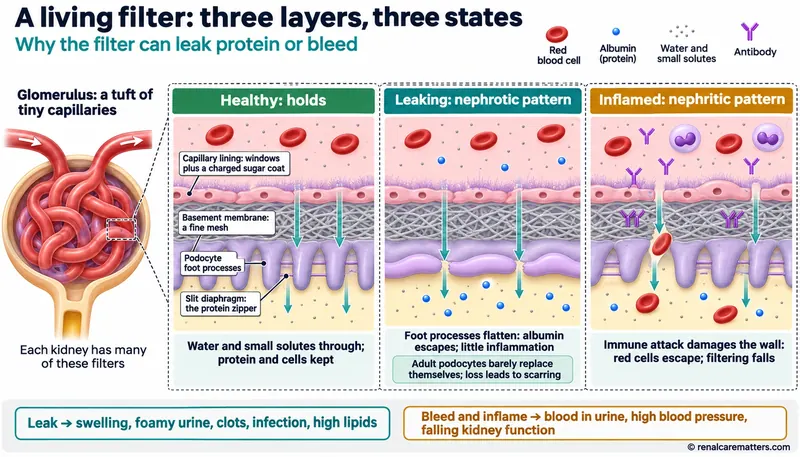 A living filter: three layers, three states
Why the filter can leak protein or bleed
Red
blood cell
Albumin
(protein)
Water and
small solutes
Antibody
Glomerulus: a tuft of
tiny capillaries
Each kidney has many
of these filters
Healthy: holds
Capillary lining: windows
plus a charged sugar coat
Basement membrane:
a fine mesh
Podocyte
foot processes
Slit diaphragm:
the protein zipper
Water and small solutes through;
protein and cells kept
Leaking: nephrotic pattern
Foot processes flatten: albumin
escapes; little inflammation
Adult podocytes barely replace
themselves; loss leads to scarring
Inflamed: nephritic pattern
Immune attack damages the wall:
red cells escape; filtering falls
Leak → swelling, foamy urine, clots, infection, high lipids
Bleed and inflame → blood in urine, high blood pressure,
falling kidney function
© renalcarematters.com